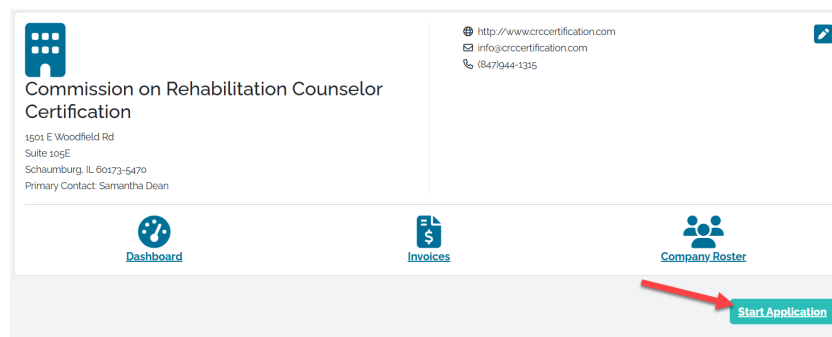 Commission on Rehabilitation Counselor
Certification
1501 E Woodfield Rd
Suite 105E
Schaumburg, IL 60173-5470
Primary Contact: Samantha Dean
http://www.crccertification.com
info@crccertification.com
(847)944-1315
Dashboard
Invoices
Company Roster
Start Application